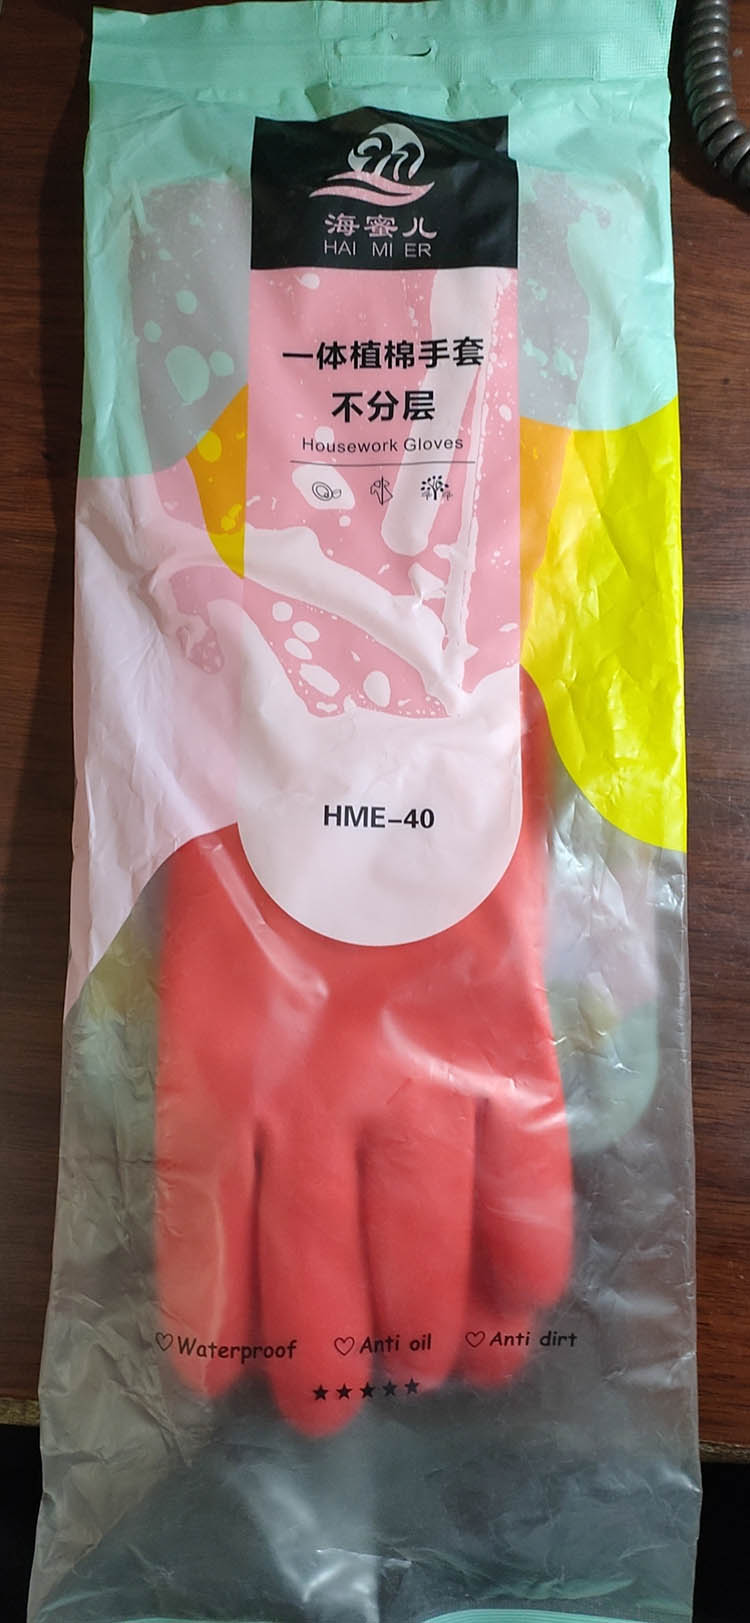 海蜜儿
HAI MI ER
一体植棉手套
不分层
Housework Gloves
HME-40
Waterproof Anti oil Anti dirt